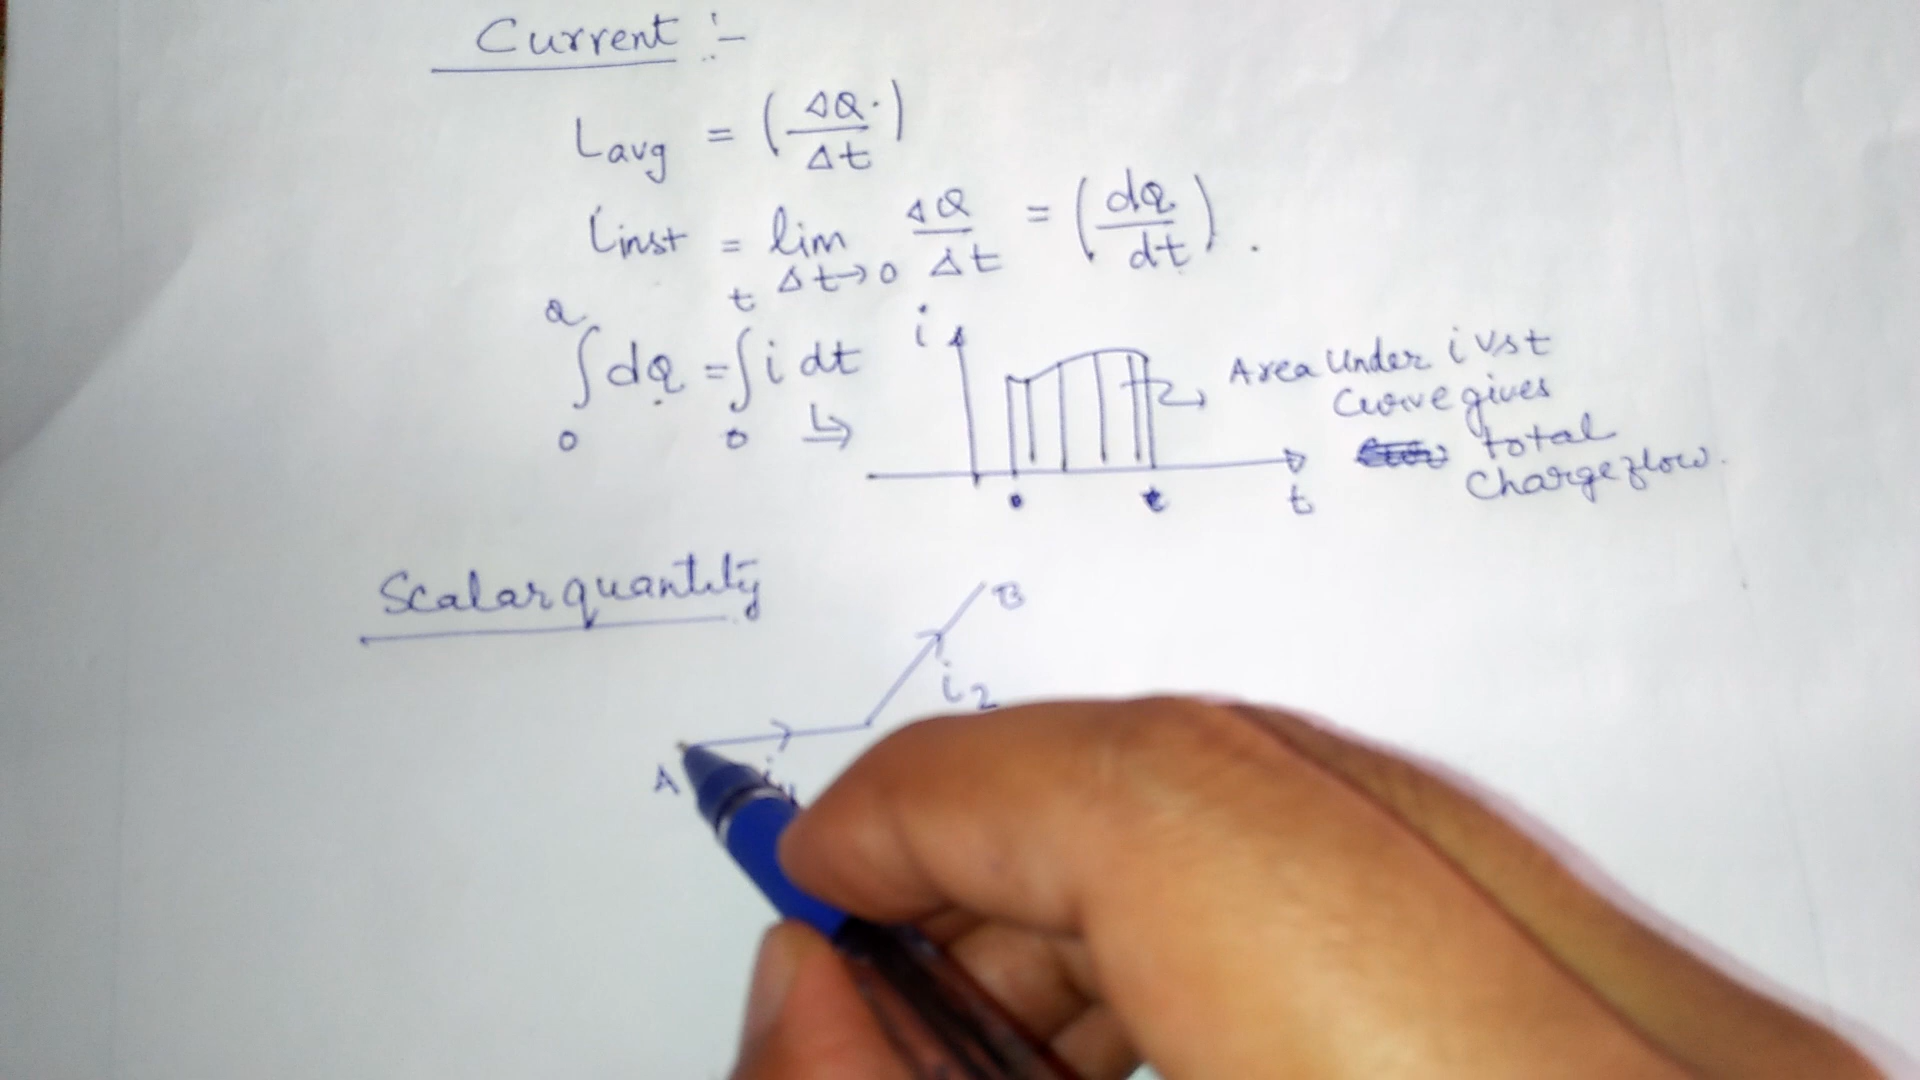 Current :-
iavg = (ΔQ/Δt)
iinst = lim Δt→0 ΔQ/Δt = (dQ/dt).
∫₀^Q dQ = ∫₀^t i dt
i
Area Under i vs t
Curve gives
total
Charge flow.
0 t t
Scalar quantity
B
i2
A